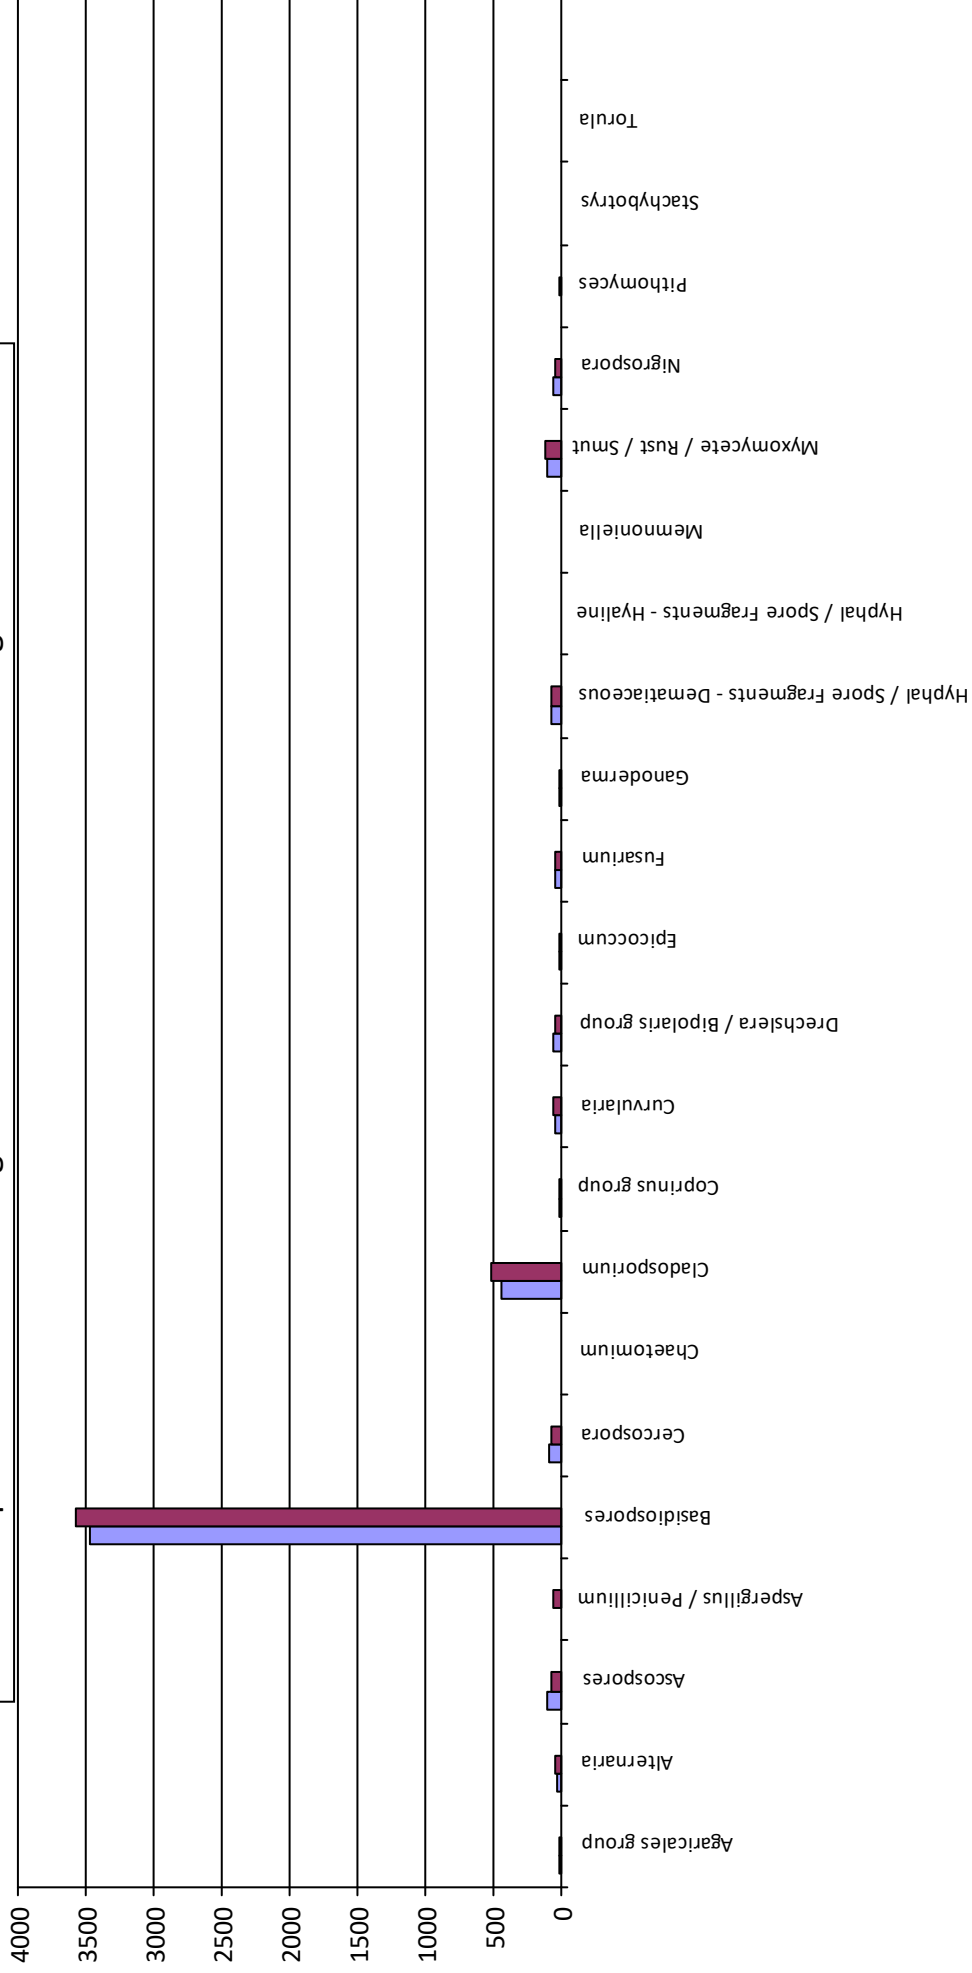 Torula
Stachybotrys
Pithomyces
Nigrospora
Myxomycete / Rust / Smut
Memnoniella
Hyphal / Spore Fragments - Hyaline
Hyphal / Spore Fragments - Dematiaceous
Ganoderma
Fusarium
Epicoccum
Drechslera / Bipolaris group
Curvularia
Coprinus group
Cladosporium
Chaetomium
Cercospora
Basidiospores
Aspergillus / Penicillium
Ascospores
Alternaria
Agaricales group
4000
3500
3000
2500
2000
1500
1000
500
0